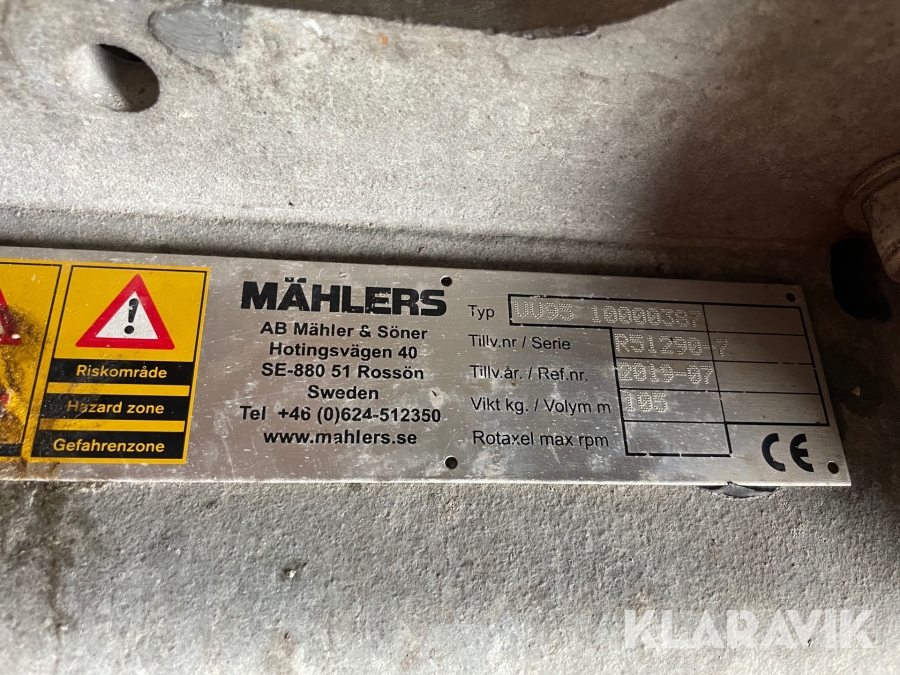 Riskområde
Hazard zone
Gefahrenzone
MÄHLERS
AB Mähler & Söner
Hotingsvägen 40
SE-880 51 Rossön
Sweden
Tel +46 (0)624-512350
www.mahlers.se
Typ 10000387
Tillv.nr / Serie R51290-7
Tillv.år. / Ref.nr. 2019-07
Vikt kg. / Volym m 105
Rotaxel max rpm
CE
KLARAVIK